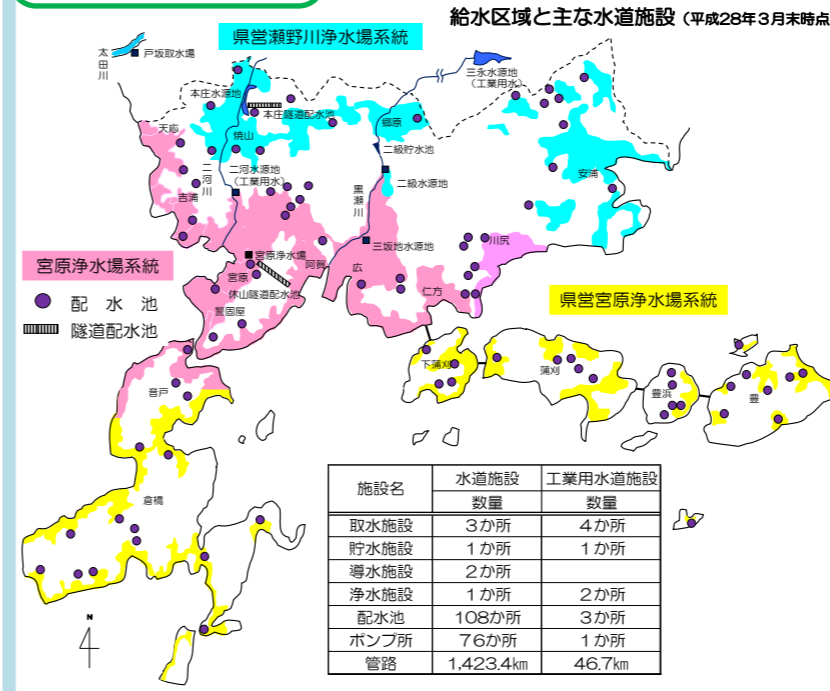 給水区域と主な水道施設（平成28年3月末時点
県営瀬野川浄水場系統
太田川
戸坂取水場
三永水源地
（工業用水）
本庄水源地
本庄隧道配水池
天応
焼山
郷原
二級貯水池
二河川
二河水源地
（工業用水）
黒瀬川
二級水源地
安浦
吉浦
三坂地水源地
川尻
宮原浄水場
阿賀
宮原浄水場系統
宮原
広
休山隧道配水池
仁方
県営宮原浄水場系統
配水池
隧道配水池
警固屋
下蒲刈
蒲刈
豊浜
豊
音戸
倉橋
施設名 水道施設 工業用水道施設
数量 数量
取水施設 3か所 4か所
貯水施設 1か所 1か所
導水施設 2か所
浄水施設 1か所 2か所
配水池 108か所 3か所
ポンプ所 76か所 1か所
管路 1,423.4km 46.7km
N